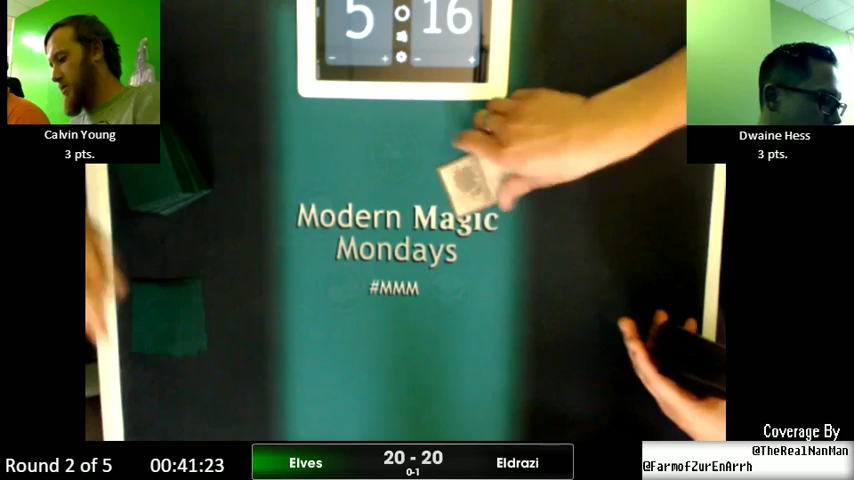 5 16
- + - +
Calvin Young
3 pts.
Dwaine Hess
3 pts.
Modern Magic
Mondays
#MMM
Coverage By
@TheRealNanMan
@FarmofZurEnArrh
Round 2 of 5
00:41:23
Elves
20 - 20
0-1
Eldrazi